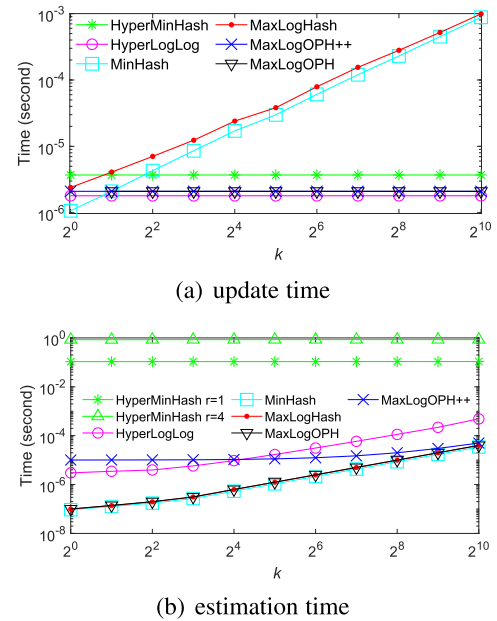 10^-3
10^-4
10^-5
10^-6
Time (second)
HyperMinHash
HyperLogLog
MinHash
MaxLogHash
MaxLogOPH++
MaxLogOPH
2^0 2^2 2^4 2^6 2^8 2^10
k
(a) update time
10^0
10^-2
10^-4
10^-6
10^-8
Time (second)
HyperMinHash r=1
HyperMinHash r=4
HyperLogLog
MinHash
MaxLogHash
MaxLogOPH
MaxLogOPH++
2^0 2^2 2^4 2^6 2^8 2^10
k
(b) estimation time